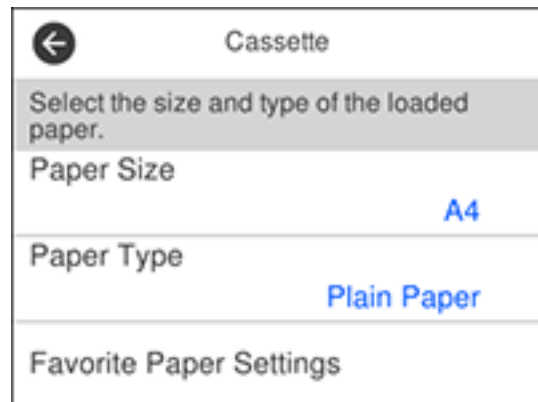 Cassette
Select the size and type of the loaded
paper.
Paper Size
A4
Paper Type
Plain Paper
Favorite Paper Settings